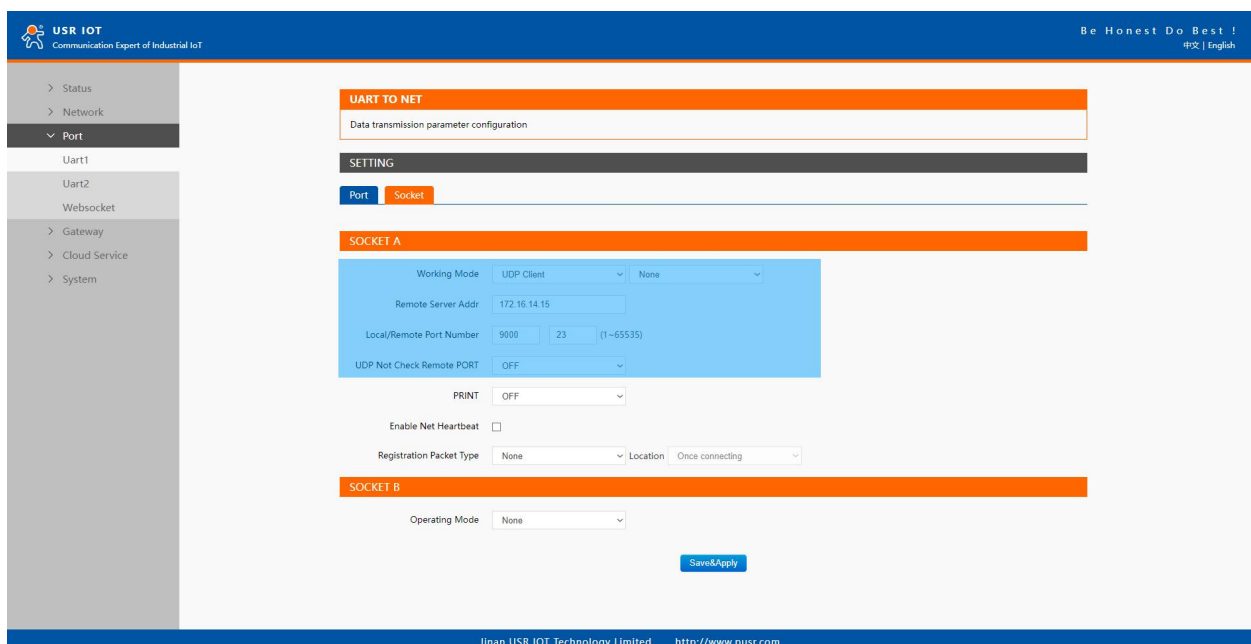 USR IOT
Communication Expert of Industrial IoT
Be Honest Do Best !
中文 | English
Status
Network
Port
Uart1
Uart2
Websocket
Gateway
Cloud Service
System
UART TO NET
Data transmission parameter configuration
SETTING
Port Socket
SOCKET A
Working Mode UDP Client None
Remote Server Addr 172.16.14.15
Local/Remote Port Number 9000 23 (1~65535)
UDP Not Check Remote PORT OFF
PRINT OFF
Enable Net Heartbeat
Registration Packet Type None Location Once connecting
SOCKET B
Operating Mode None
Save&Apply
Jinan USR IOT Technology Limited http://www.pusr.com